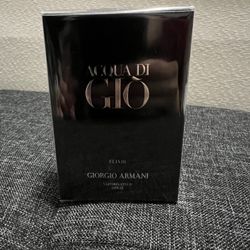 ACQUA DI
GIÒ
ELIXIR
GIORGIO ARMANI